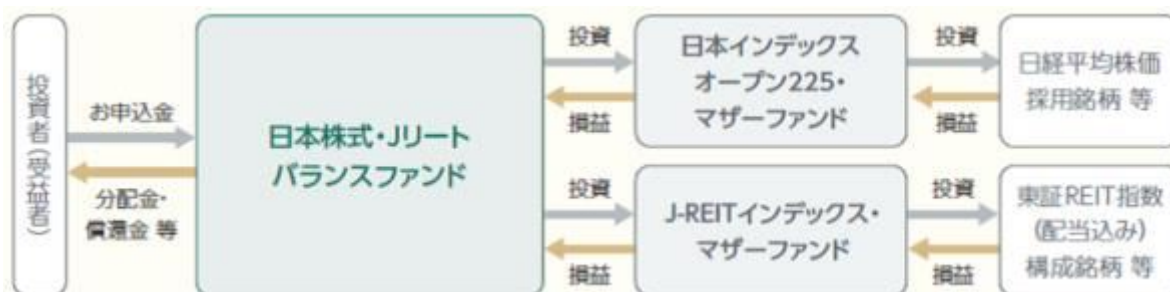 投資者(受益者)
お申込金
分配金・
償還金 等
日本株式・Jリート
バランスファンド
投資
損益
日本インデックス
オープン225・
マザーファンド
投資
損益
日経平均株価
採用銘柄 等
投資
損益
J-REITインデックス・
マザーファンド
投資
損益
東証REIT指数
(配当込み)
構成銘柄 等